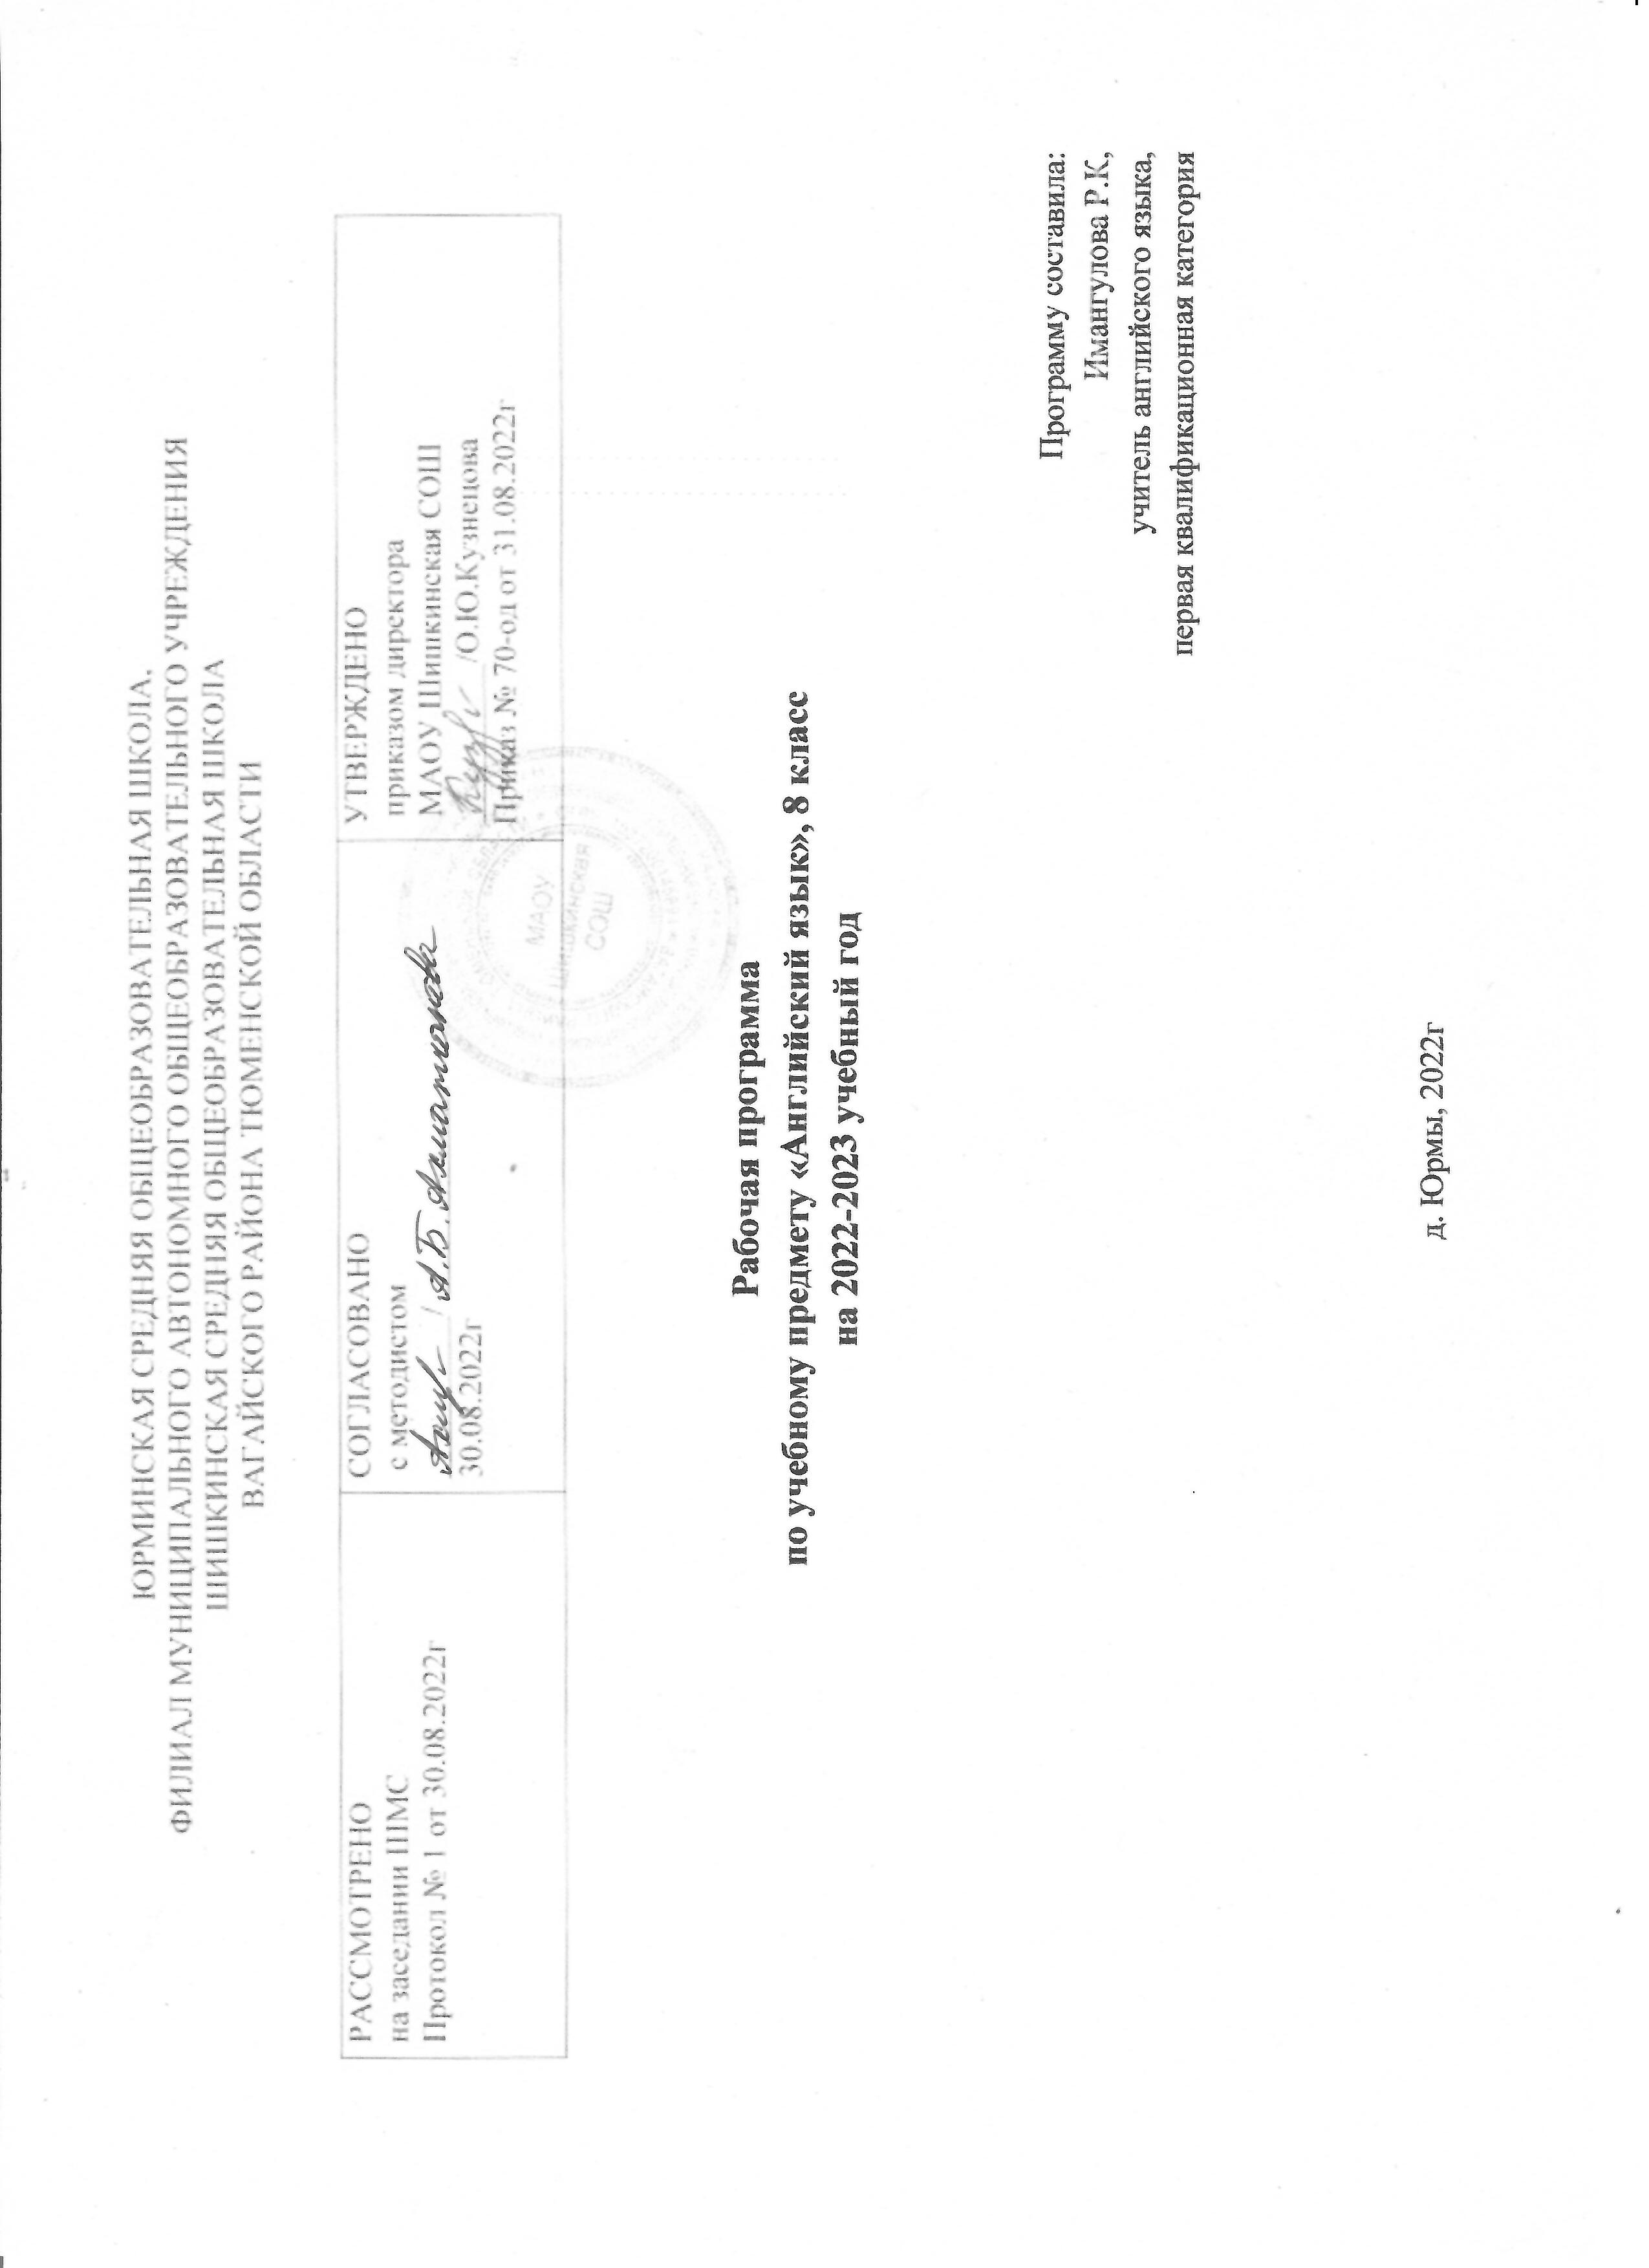 ЮРМИНСКАЯ СРЕДНЯЯ ОБЩЕОБРАЗОВАТЕЛЬНАЯ ШКОЛА,
ФИЛИАЛ МУНИЦИПАЛЬНОГО АВТОНОМНОГО ОБЩЕОБРАЗОВАТЕЛЬНОГО УЧРЕЖДЕНИЯ
ШИШКИНСКАЯ СРЕДНЯЯ ОБЩЕОБРАЗОВАТЕЛЬНАЯ ШКОЛА
ВАГАЙСКОГО РАЙОНА ТЮМЕНСКОЙ ОБЛАСТИ
РАССМОТРЕНО
на заседании ШМС
Протокол № 1 от 30.08.2022г
СОГЛАСОВАНО
с методистом
/ А.Б.
30.08.2022г
УТВЕРЖДЕНО
приказом директора
МАОУ Шишкинская СОШ
/О.Ю.Кузнецова
Приказ № 70-од от 31.08.2022г
МАОУ
ШИШКИНСКАЯ
СОШ
Рабочая программа
по учебному предмету «Английский язык», 8 класс
на 2022-2023 учебный год
Программу составила:
Имангулова Р.К,
учитель английского языка,
первая квалификационная категория
д. Юрмы, 2022г